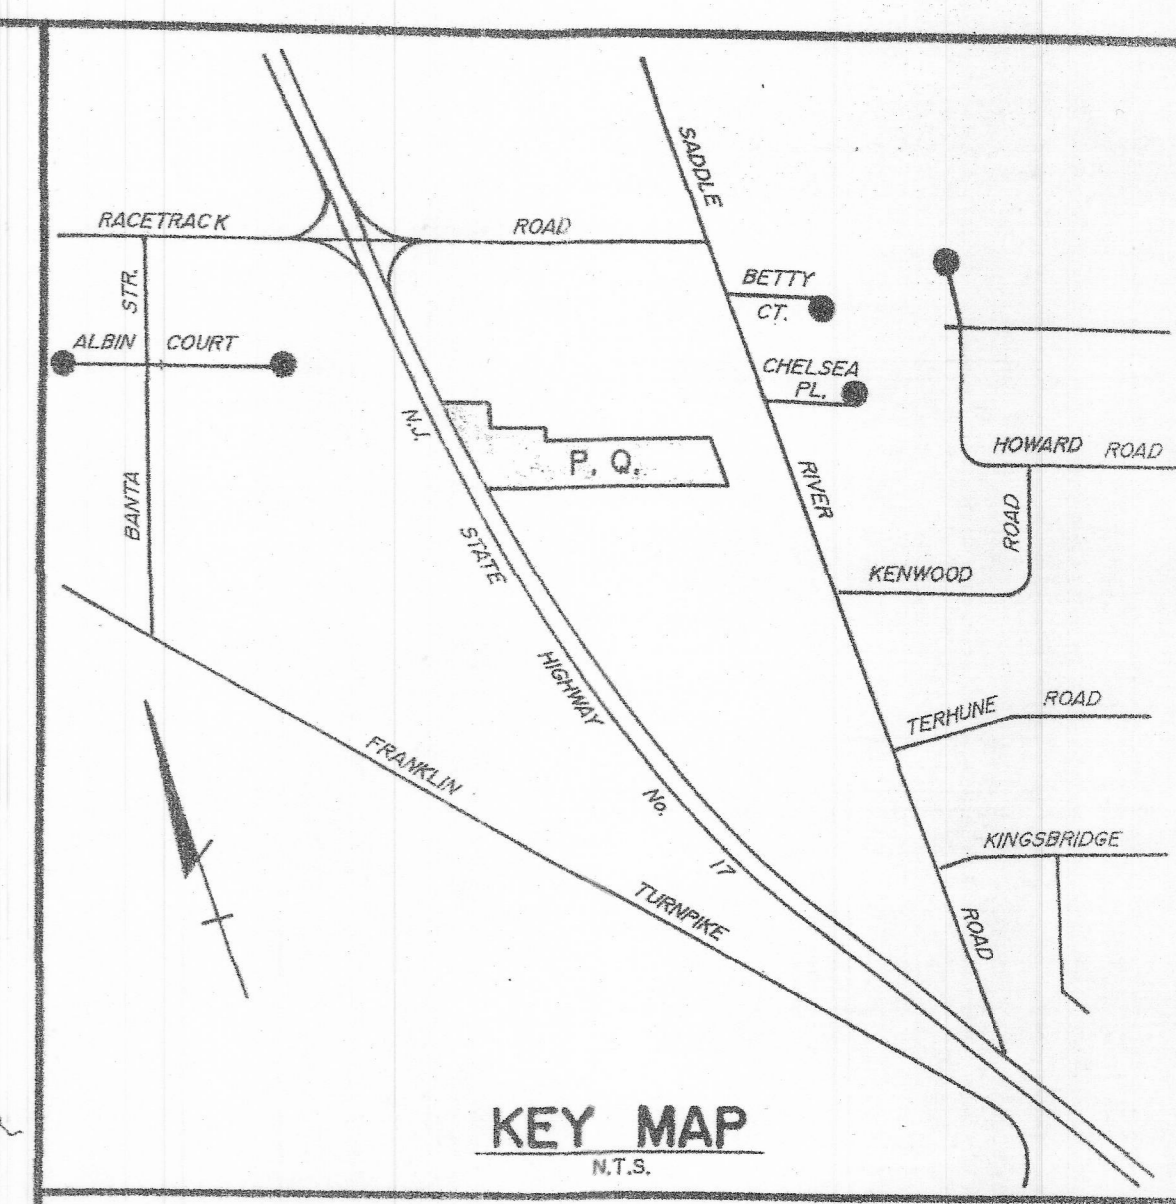 RACETRACK ROAD
STR.
ALBIN COURT
BANTA
SADDLE
RIVER
ROAD
BETTY
CT.
CHELSEA
PL.
HOWARD ROAD
KENWOOD
ROAD
TERHUNE ROAD
KINGSBRIDGE
N.J.
STATE
HIGHWAY
No.
17
P. Q.
FRANKLIN
TURNPIKE
KEY MAP
N.T.S.